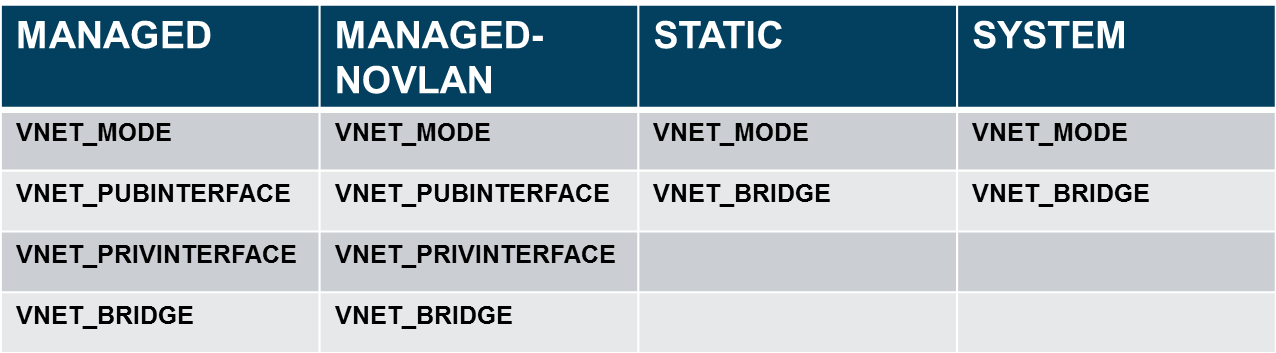 MANAGED MANAGED- STATIC SYSTEM
NOVLAN
VNET_MODE VNET_MODE VNET_MODE VNET_MODE
VNET_PUBINTERFACE VNET_PUBINTERFACE VNET_BRIDGE VNET_BRIDGE
VNET_PRIVINTERFACE VNET_PRIVINTERFACE
VNET_BRIDGE VNET_BRIDGE